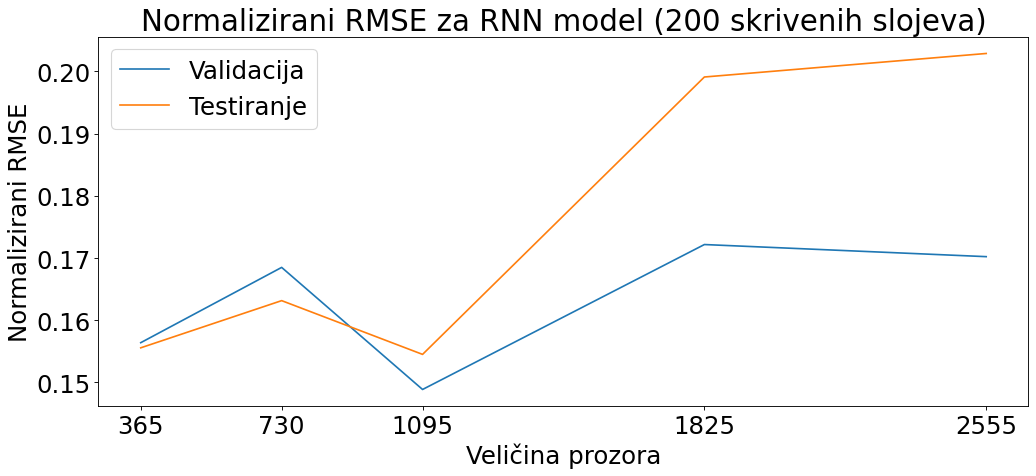 Normalizirani RMSE za RNN model (200 skrivenih slojeva)
Validacija
Testiranje
Normalizirani RMSE
0.20
0.19
0.18
0.17
0.16
0.15
365 730 1095 1825 2555
Veličina prozora